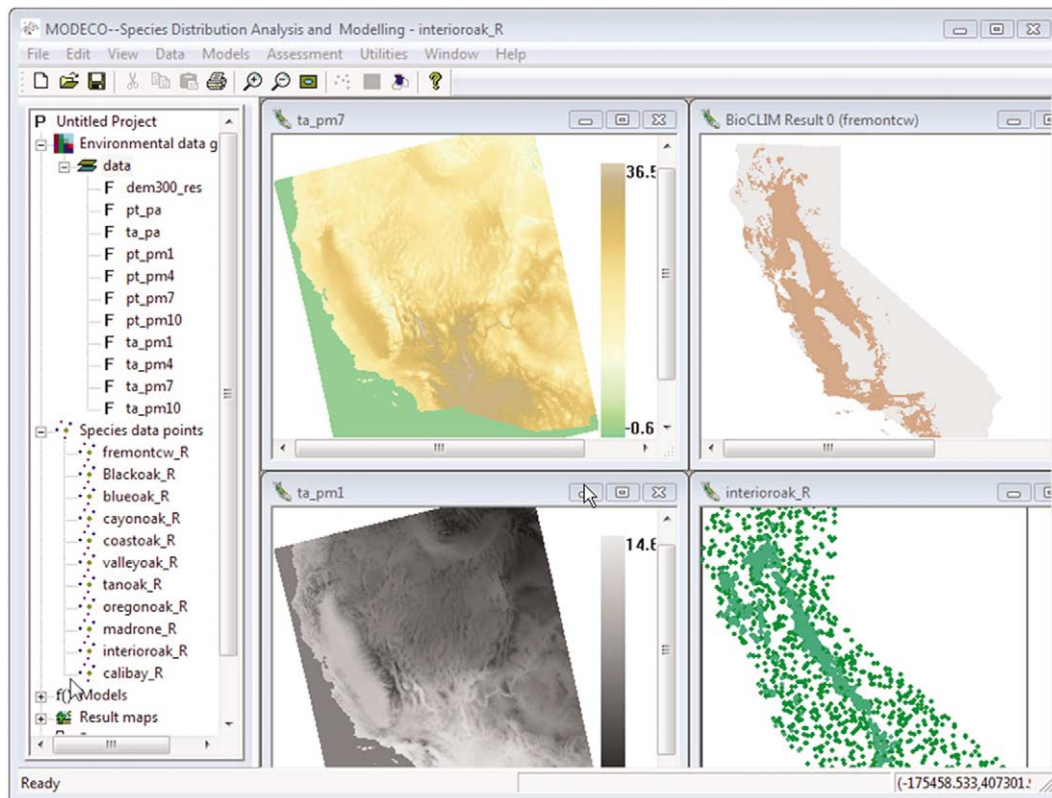 MODECO--Species Distribution Analysis and Modelling - interioroak_R
File Edit View Data Models Assessment Utilities Window Help
P Untitled Project
Environmental data g
data
F dem300_res
F pt_pa
F ta_pa
F pt_pm1
F pt_pm4
F pt_pm7
F pt_pm10
F ta_pm1
F ta_pm4
F ta_pm7
F ta_pm10
Species data points
fremontcw_R
Blackoak_R
blueoak_R
cayonoak_R
coastoak_R
valleyoak_R
tanoak_R
oregonoak_R
madrone_R
interioroak_R
calibay_R
f() Models
Result maps
ta_pm7
36.5
-0.6
BioCLIM Result 0 (fremontcw)
ta_pm1
14.6
interioroak_R
Ready
(-175458.533,407301.